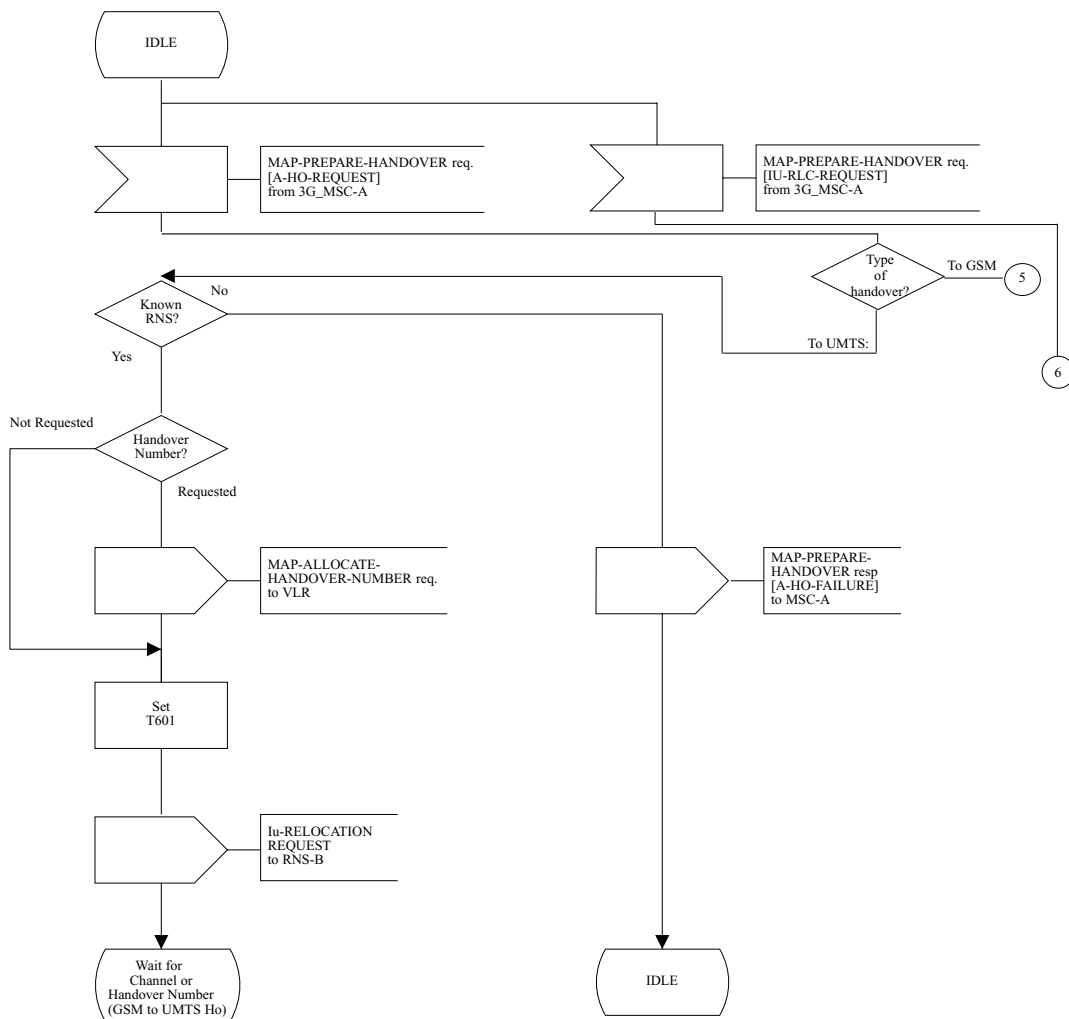 IDLE
MAP-PREPARE-HANDOVER req.
[A-HO-REQUEST]
from 3G_MSC-A
MAP-PREPARE-HANDOVER req.
[IU-RLC-REQUEST]
from 3G_MSC-A
Type
of
handover?
To GSM
5
No
Known
RNS?
To UMTS:
Yes
6
Not Requested
Handover
Number?
Requested
MAP-ALLOCATE-
HANDOVER-NUMBER req.
to VLR
MAP-PREPARE-
HANDOVER resp
[A-HO-FAILURE]
to MSC-A
Set
T601
Iu-RELOCATION
REQUEST
to RNS-B
Wait for
Channel or
Handover Number
(GSM to UMTS Ho)
IDLE